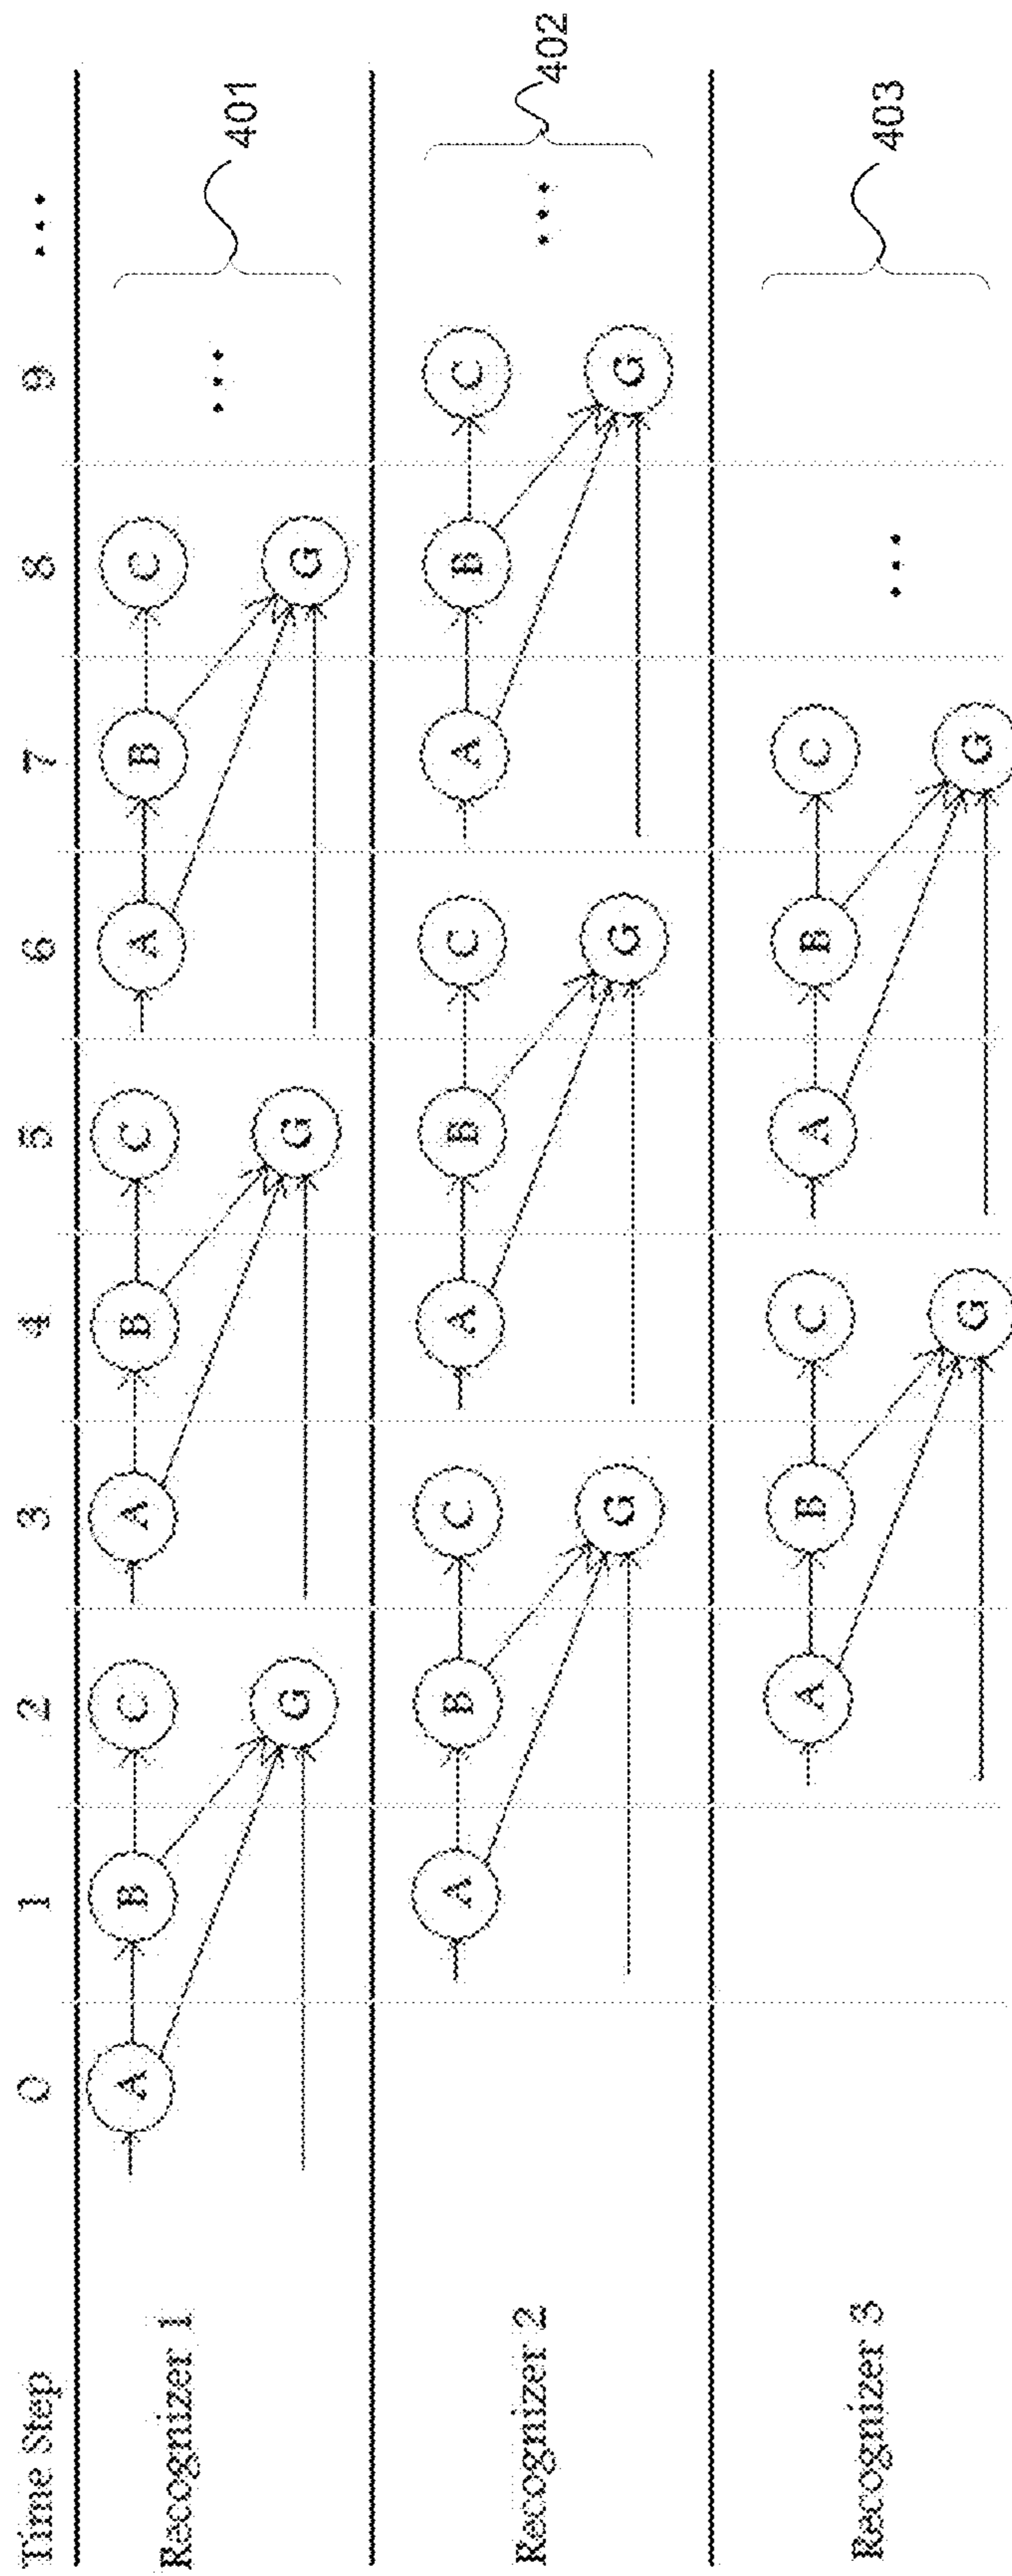 Time Step 0 1 2 3 4 5 6 7 8 9 ...
Recognizer 1
A B C A B C A B C ...
G G G
401
Recognizer 2
A B C A B C A B C ...
G G G
402
Recognizer 3
A B C A B C ...
G G
403